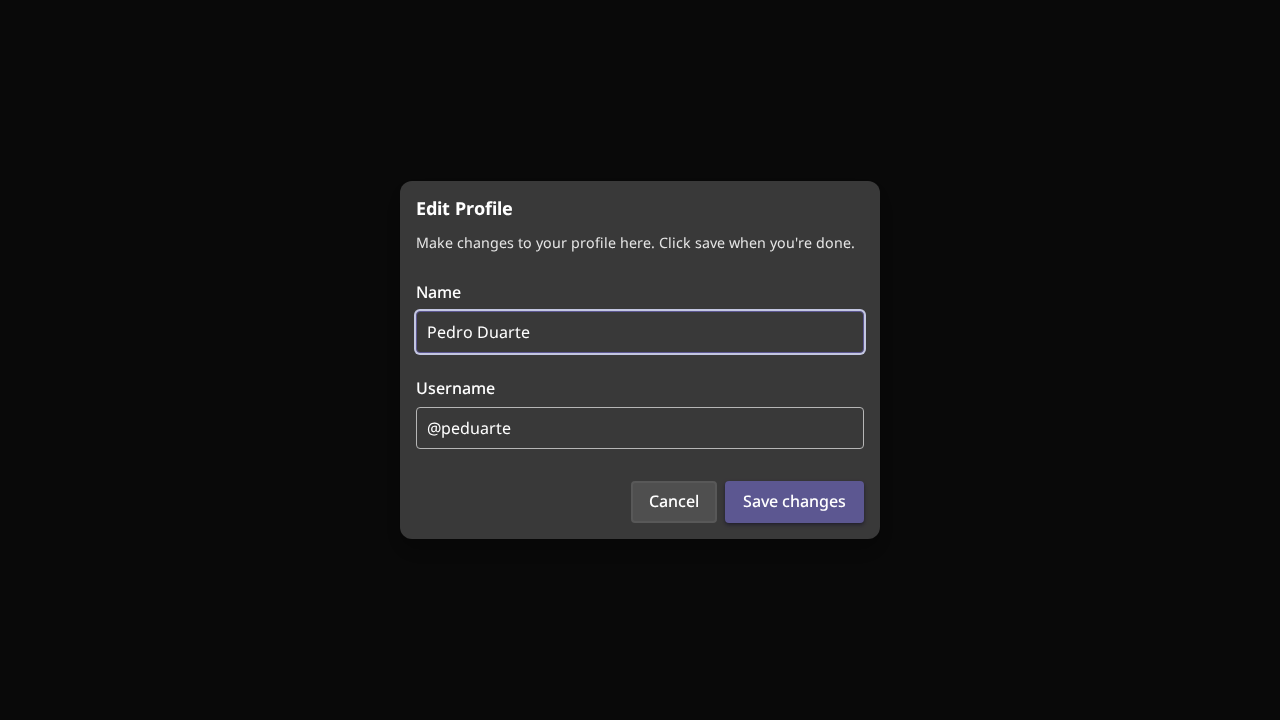 Edit Profile
Make changes to your profile here. Click save when you're done.
Name
Pedro Duarte
Username
@peduarte
Cancel
Save changes